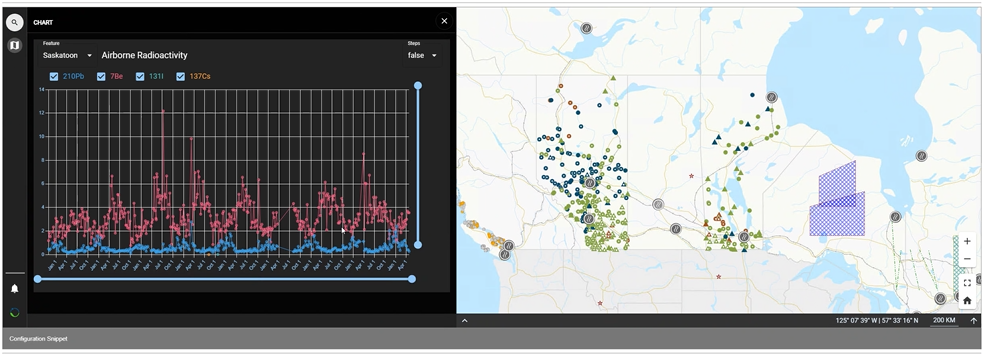 CHART
Feature
Steps
Saskatoon
Airborne Radioactivity
false
210Pb
7Be
131I
137Cs
14
12
10
8
6
4
2
0
125° 07' 39" W | 57° 33' 16" N
200 KM
Configuration Snippet